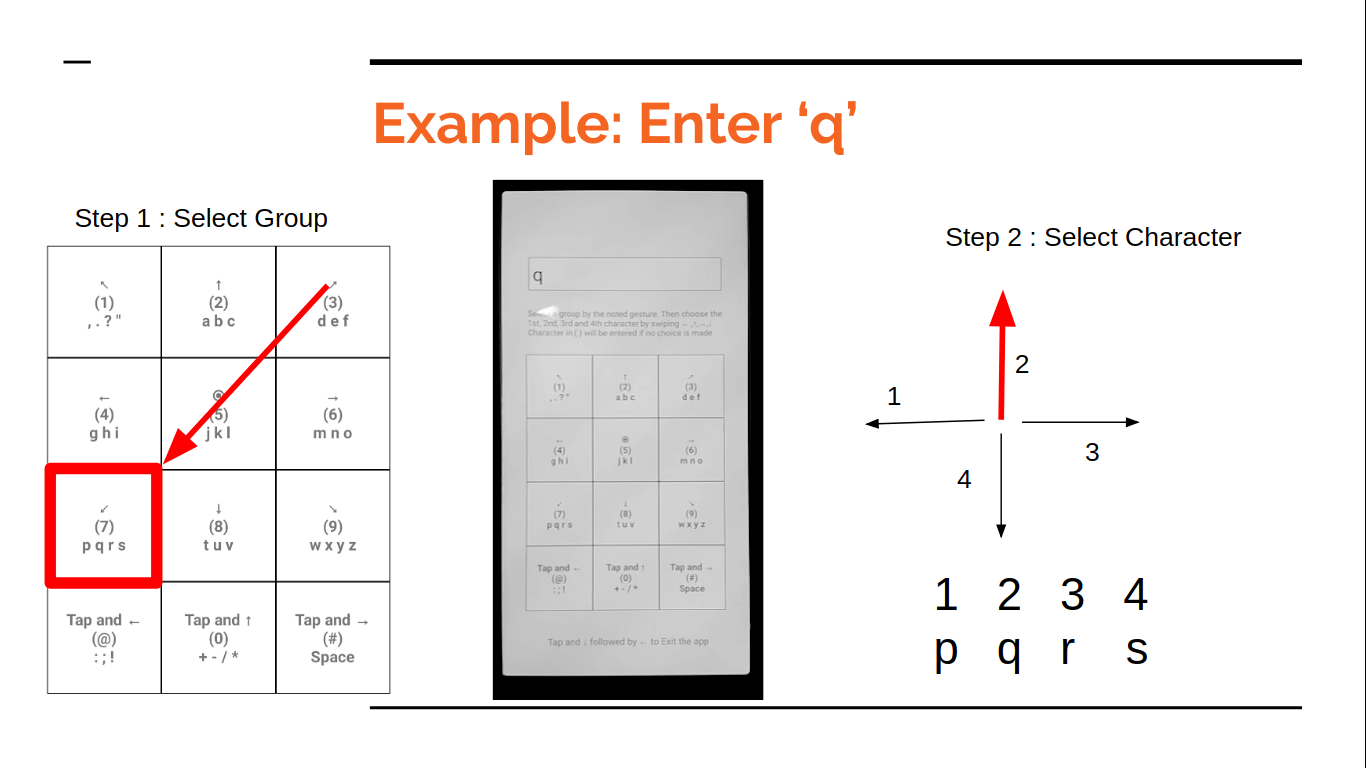 Example: Enter ‘q’
Step 1 : Select Group
↖ ↑ ↗
(1) (2) (3)
, . ? " a b c d e f
← ◉ →
(4) (5) (6)
g h i j k l m n o
↙ ↓ ↘
(7) (8) (9)
p q r s t u v w x y z
Tap and ← Tap and ↑ Tap and →
(@) (0) (#)
: ; ! + - / * Space
q
group by the noted gesture. Then choose the
1st, 2nd, 3rd and 4th character by swiping
Character in ( ) will be entered if no choice is made
↖ ↑ ↗
(1) (2) (3)
, . ? " a b c d e f
← ◉ →
(4) (5) (6)
g h i j k l m n o
↙ ↓ ↘
(7) (8) (9)
p q r s t u v w x y z
Tap and ← Tap and ↑ Tap and →
(@) (0) (#)
: ; ! + - / * Space
Tap and ↓ followed by ← to Exit the app
Step 2 : Select Character
2
1
3
4
1 2 3 4
p q r s